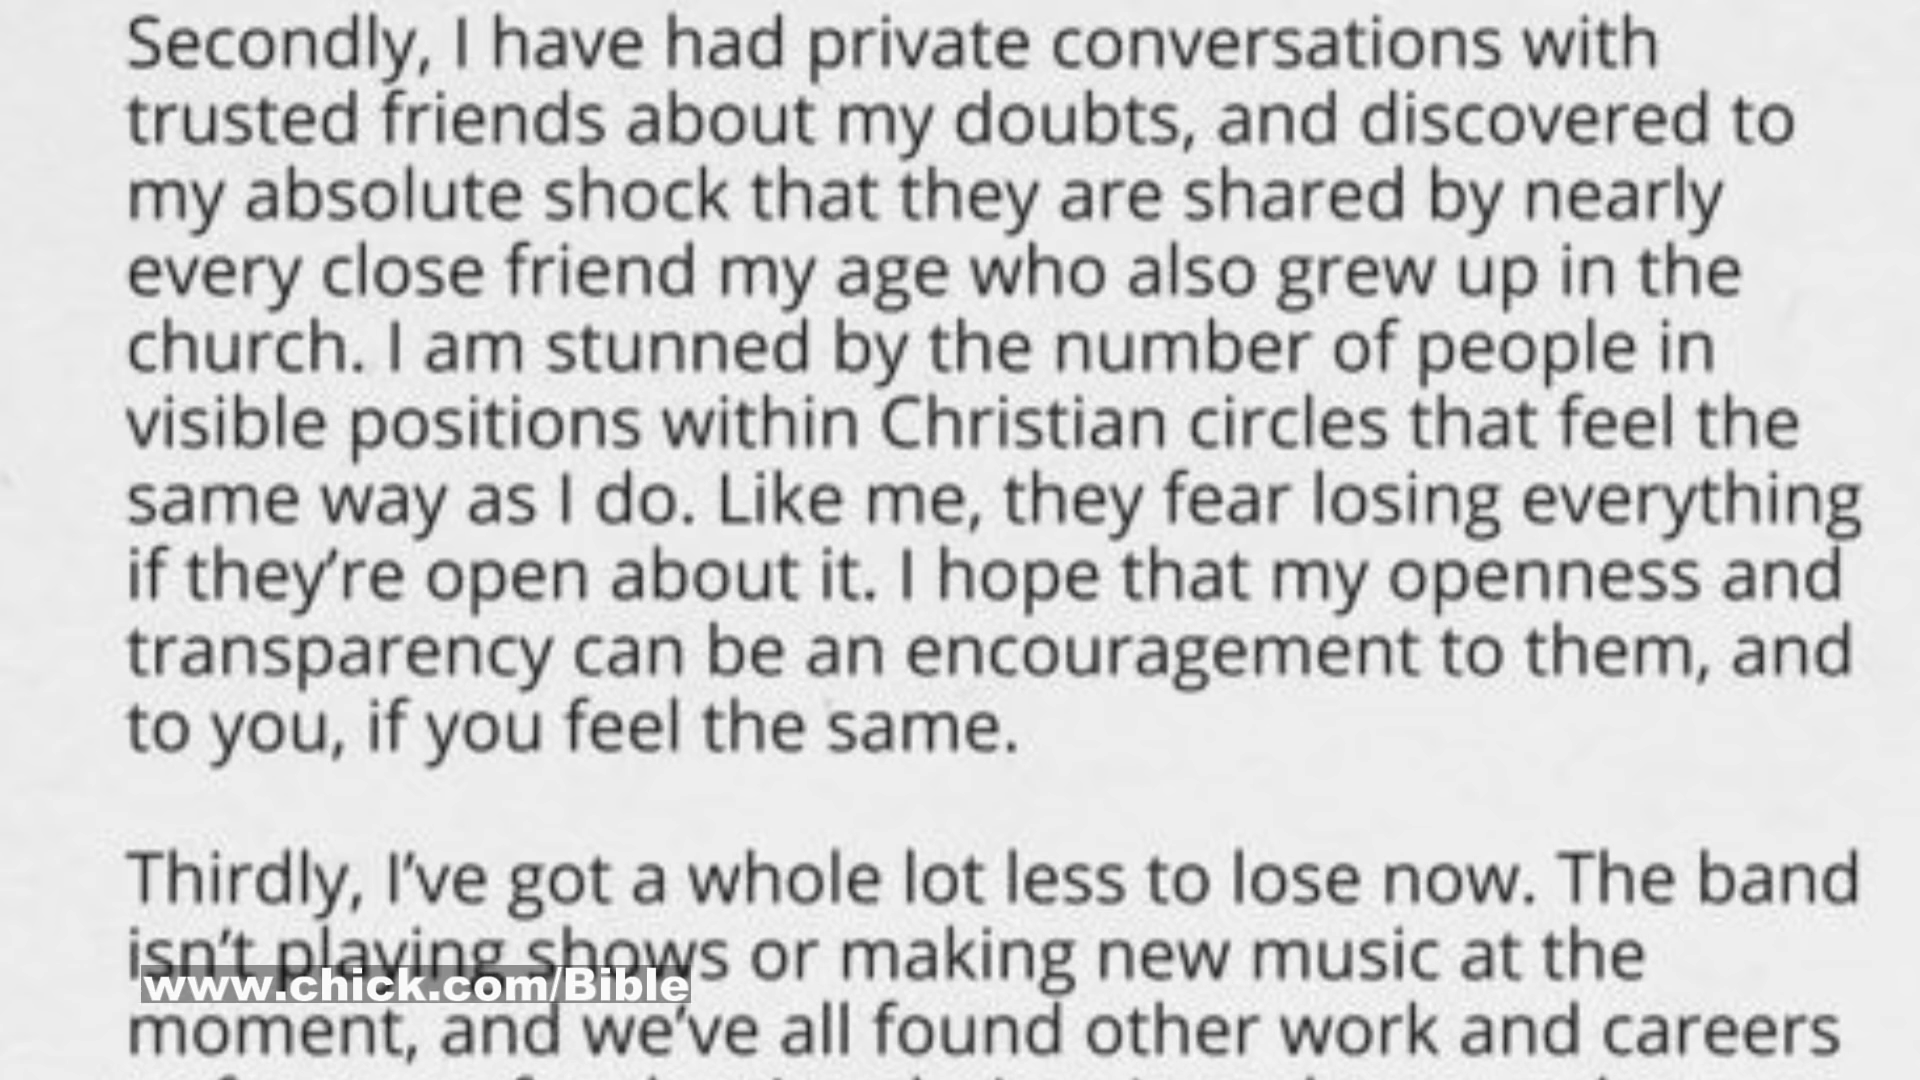 Secondly, I have had private conversations with
trusted friends about my doubts, and discovered to
my absolute shock that they are shared by nearly
every close friend my age who also grew up in the
church. I am stunned by the number of people in
visible positions within Christian circles that feel the
same way as I do. Like me, they fear losing everything
if they’re open about it. I hope that my openness and
transparency can be an encouragement to them, and
to you, if you feel the same.
Thirdly, I’ve got a whole lot less to lose now. The band
isn’t playing shows or making new music at the
www.chick.com/Bible
moment, and we’ve all found other work and careers